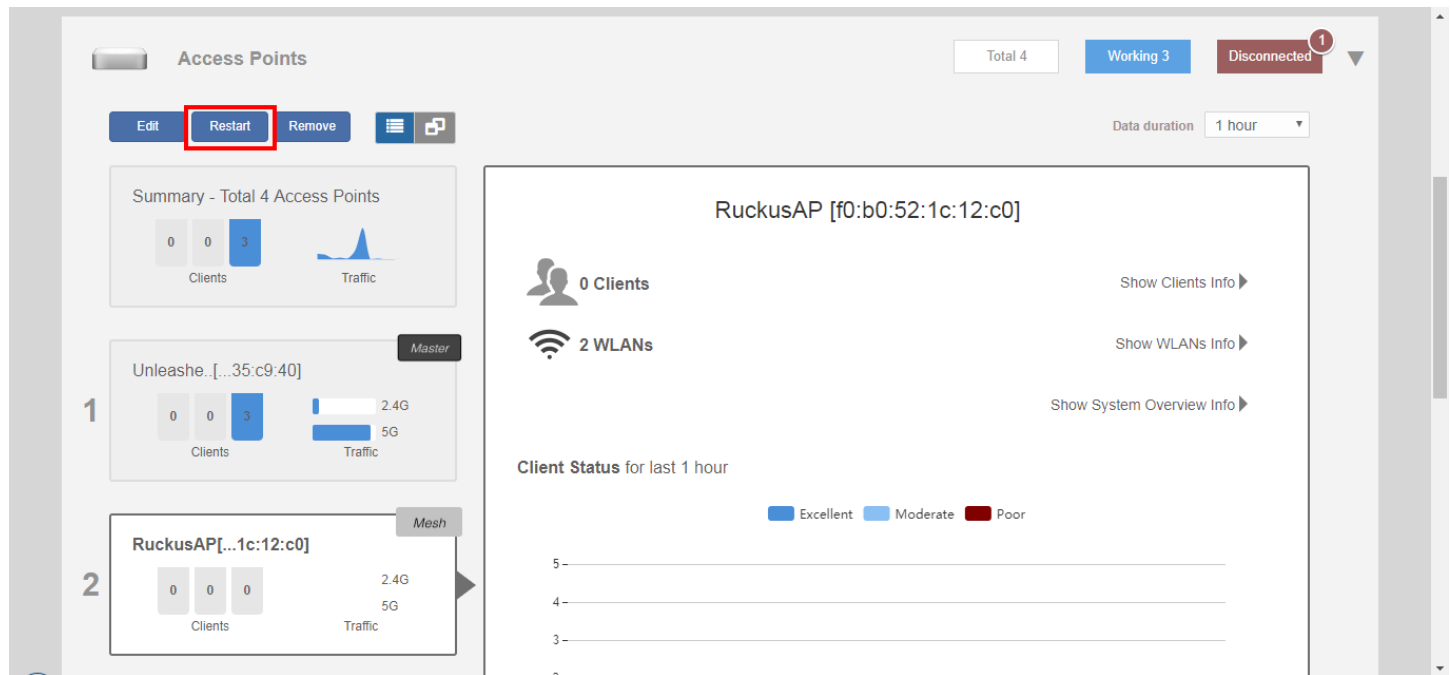 Access Points
Total 4
Working 3
Disconnected
1
Edit
Restart
Remove
Data duration
1 hour
Summary - Total 4 Access Points
0 0 3
Clients
Traffic
1
Master
Unleashe..[...35:c9:40]
0 0 3
2.4G
5G
Clients
Traffic
2
Mesh
RuckusAP[...1c:12:c0]
0 0 0
2.4G
5G
Clients
Traffic
RuckusAP [f0:b0:52:1c:12:c0]
0 Clients
Show Clients Info
2 WLANs
Show WLANs Info
Show System Overview Info
Client Status for last 1 hour
Excellent Moderate Poor
5
4
3